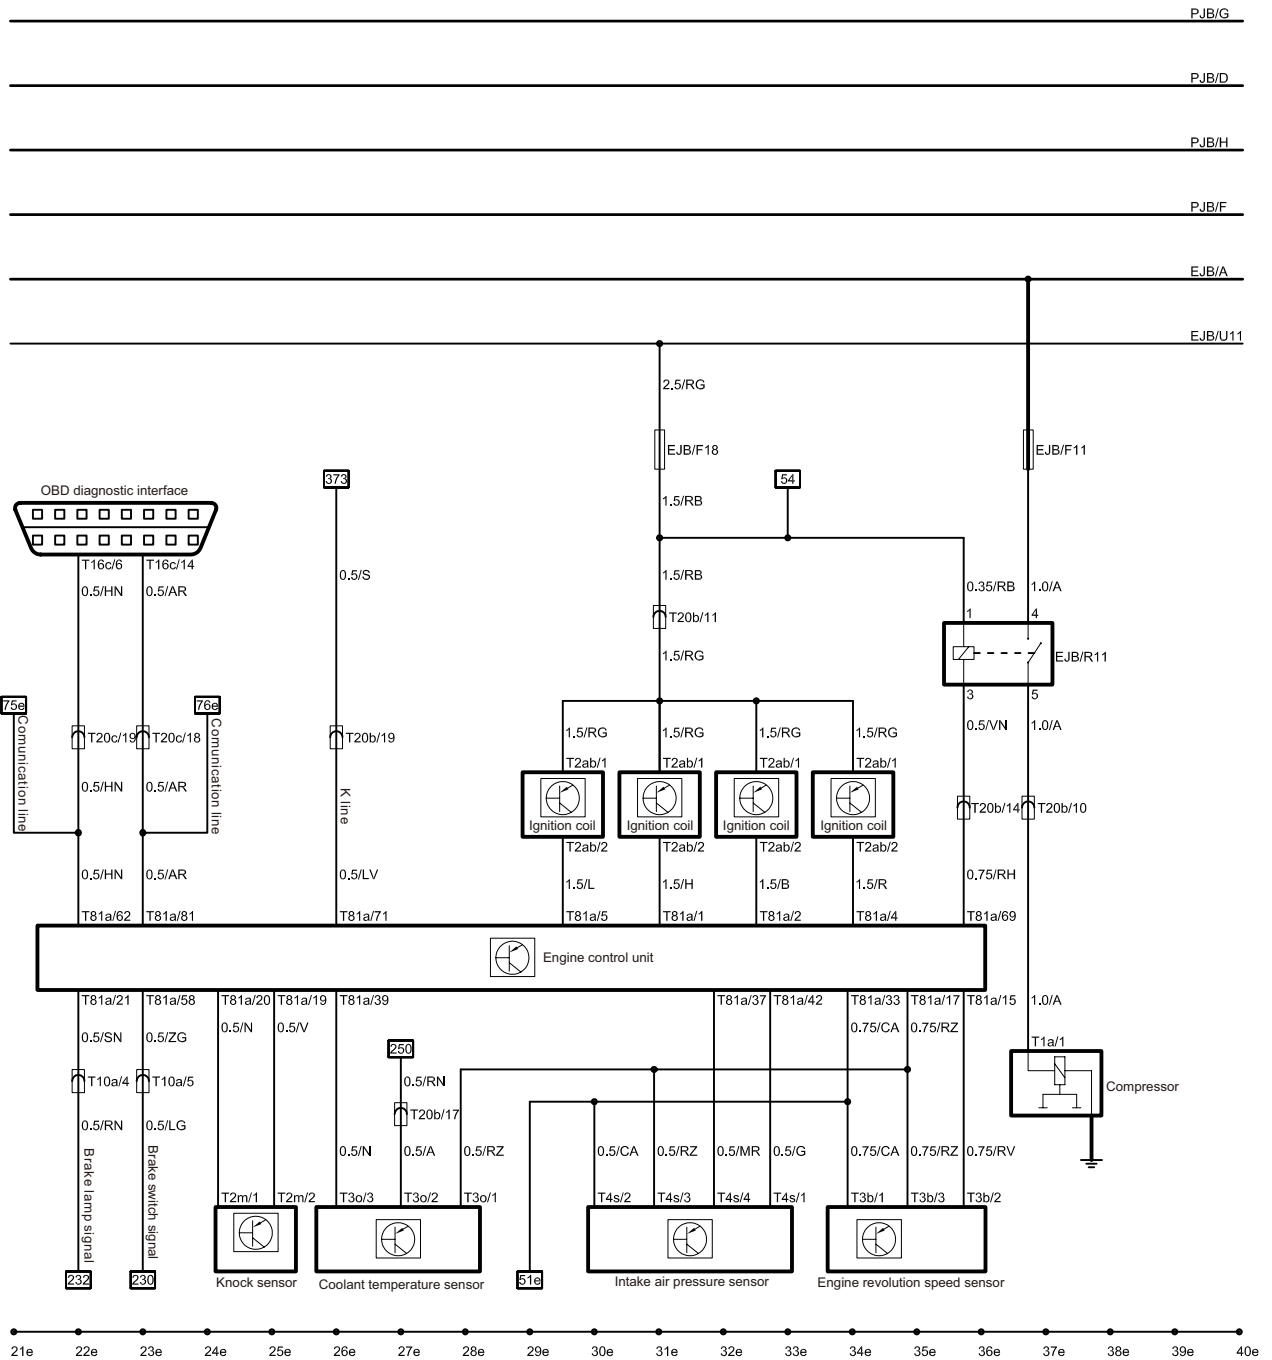 PJB/G
PJB/D
PJB/H
PJB/F
EJB/A
EJB/U11
2.5/RG
EJB/F18
EJB/F11
373
54
OBD diagnostic interface
1.5/RB
T16c/6
T16c/14
0.5/HN
0.5/AR
0.5/S
1.5/RB
0.35/RB
1.0/A
1
4
T20b/11
1.5/RG
EJB/R11
3
5
75e
76e
Comunication line
Comunication line
T20c/19
T20c/18
T20b/19
1.5/RG
1.5/RG
1.5/RG
1.5/RG
0.5/VN
1.0/A
T2ab/1
T2ab/1
T2ab/1
T2ab/1
0.5/HN
0.5/AR
K line
T20b/14
T20b/10
Ignition coil
Ignition coil
Ignition coil
Ignition coil
T2ab/2
T2ab/2
T2ab/2
T2ab/2
0.5/HN
0.5/AR
0.5/LV
1.5/L
1.5/H
1.5/B
1.5/R
0.75/RH
T81a/62
T81a/81
T81a/71
T81a/5
T81a/1
T81a/2
T81a/4
T81a/69
Engine control unit
T81a/21
T81a/58
T81a/20
T81a/19
T81a/39
T81a/37
T81a/42
T81a/33
T81a/17
T81a/15
1.0/A
0.5/SN
0.5/ZG
0.5/N
0.5/V
0.75/CA
0.75/RZ
250
T1a/1
T10a/4
T10a/5
0.5/RN
Compressor
T20b/17
0.5/RN
0.5/LG
Brake lamp signal
Brake switch signal
0.5/N
0.5/A
0.5/RZ
0.5/CA
0.5/RZ
0.5/MR
0.5/G
0.75/CA
0.75/RZ
0.75/RV
T2m/1
T2m/2
T3o/3
T3o/2
T3o/1
T4s/2
T4s/3
T4s/4
T4s/1
T3b/1
T3b/3
T3b/2
232
230
Knock sensor
Coolant temperature sensor
51e
Intake air pressure sensor
Engine revolution speed sensor
21e 22e 23e 24e 25e 26e 27e 28e 29e 30e 31e 32e 33e 34e 35e 36e 37e 38e 39e 40e